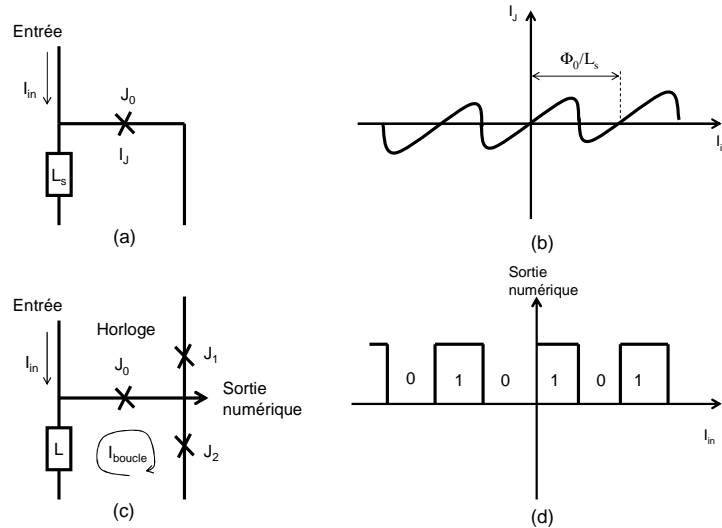 Entrée
I_in
J_0
I_J
L_s
(a)
I_J
Φ_0/L_s
I_i
(b)
Entrée
Horloge
I_in
J_0
J_1
Sortie
numérique
L
I_boucle
J_2
(c)
Sortie
numérique
0 1 0 1 0 1
I_in
(d)